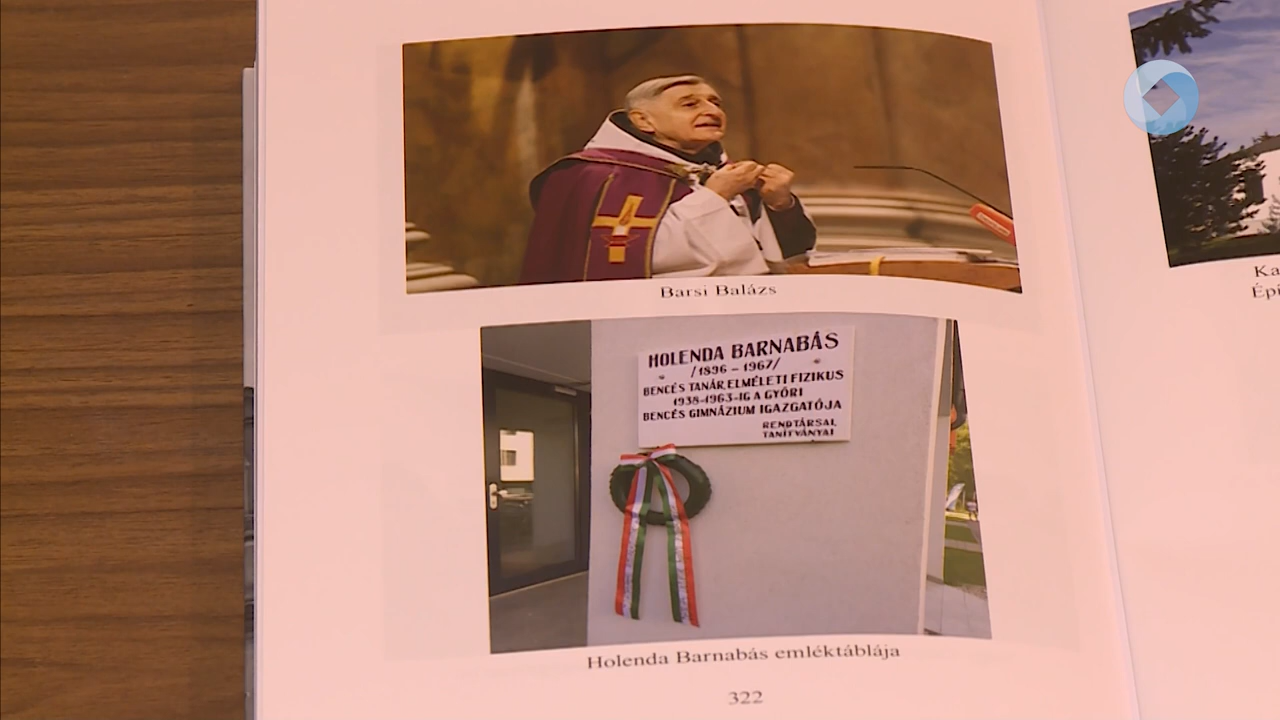 Barsi Balázs
HOLENDA BARNABÁS
/1896 – 1967/
BENCÉS TANÁR, ELMÉLETI FIZIKUS
1938-1963-IG A GYŐRI
BENCÉS GIMNÁZIUM IGAZGATÓJA
RENDTÁRSAI,
TANÍTVÁNYAI
Holenda Barnabás emléktáblája
322